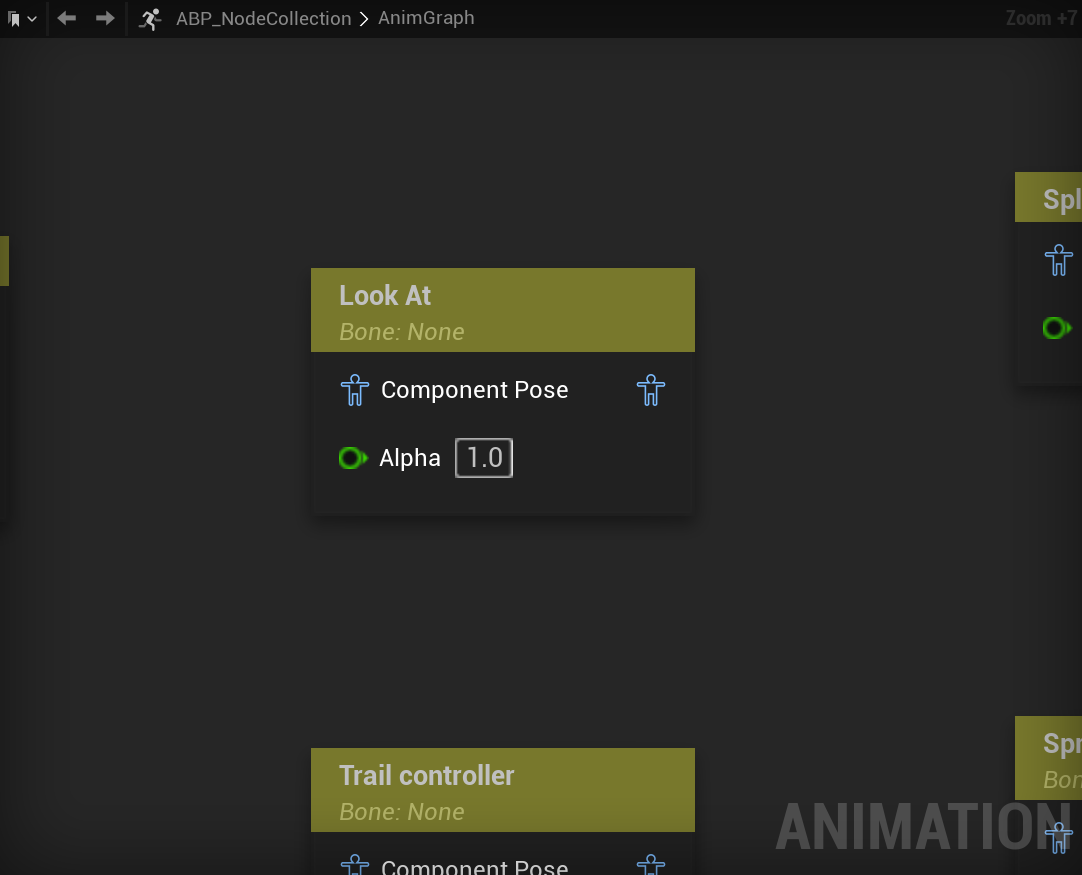 ABP_NodeCollection > AnimGraph
Zoom +7
Spl
Look At
Bone: None
Component Pose
Alpha 1.0
Trail controller
Bone: None
Component Pose
Spr
Bon
ANIMATION